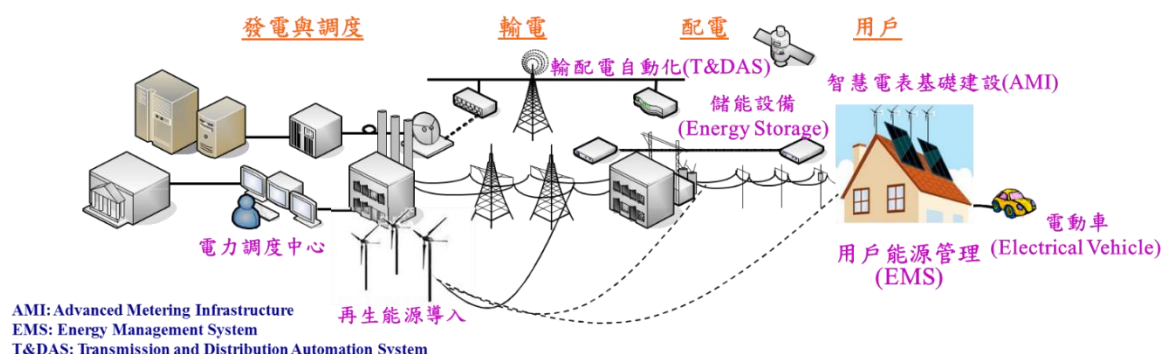 發電與調度
輸電
配電
用戶
輸配電自動化(T&DAS)
智慧電表基礎建設(AMI)
儲能設備
(Energy Storage)
電力調度中心
再生能源導入
用戶能源管理
(EMS)
電動車
(Electrical Vehicle)
AMI: Advanced Metering Infrastructure
EMS: Energy Management System
T&DAS: Transmission and Distribution Automation System